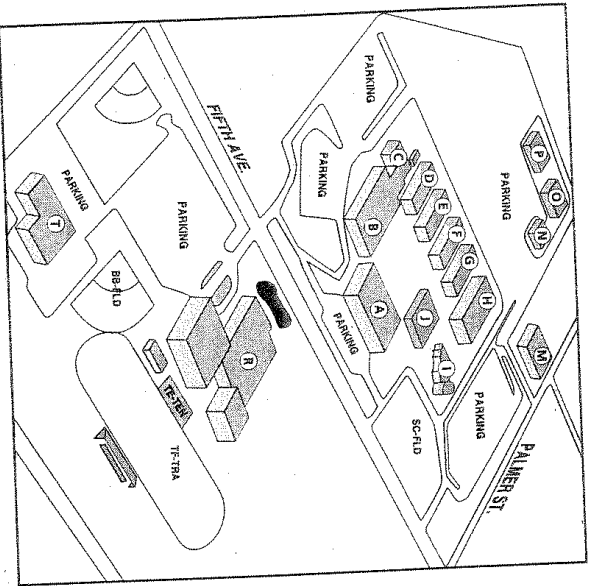 PARKING
P
O
N
PARKING
PARKING
C
D
E
F
G
H
B
A
J
I
M
PARKING
PARKING
SC-FLD
PALMER ST.
FIFTH AVE.
PARKING
PARKING
T
BB-FLD
R
TE-TEN
TF-TRA
PARKING